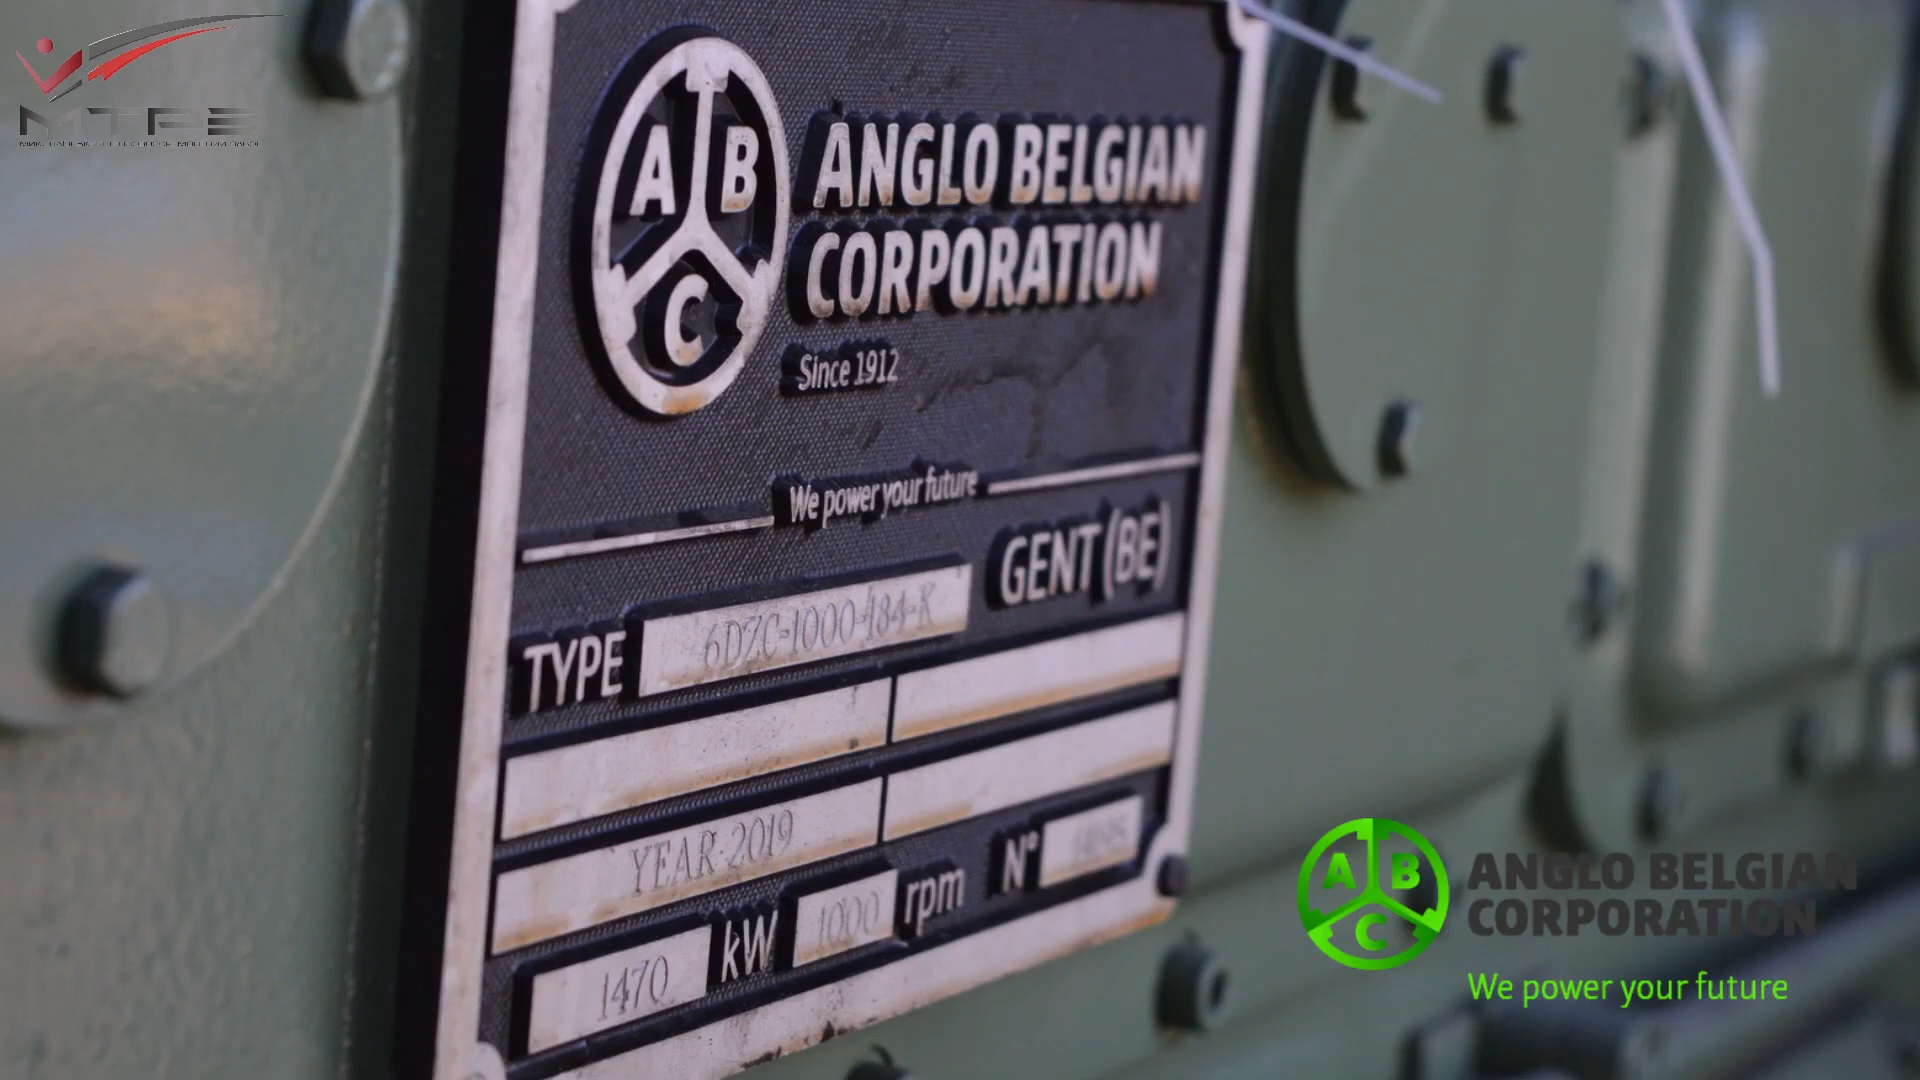 МТРЗ
A B C
ANGLO BELGIAN
CORPORATION
Since 1912
We power your future
GENT (BE)
TYPE 6DZC-1000-184-R
YEAR 2019
N°
1470 kW 1000 rpm
A B C
ANGLO BELGIAN
CORPORATION
We power your future